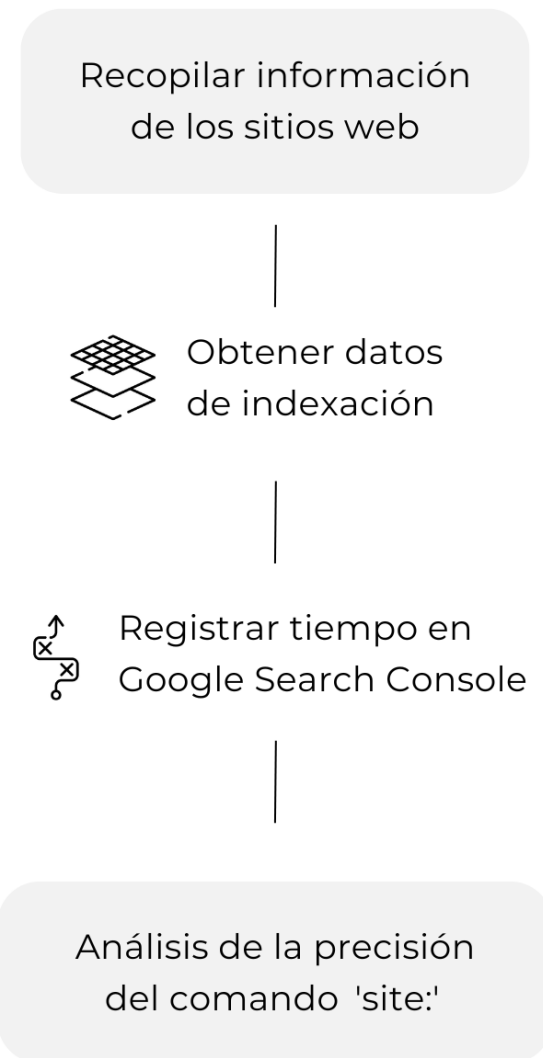 Recopilar información
de los sitios web
Obtener datos
de indexación
Registrar tiempo en
Google Search Console
Análisis de la precisión
del comando 'site:'